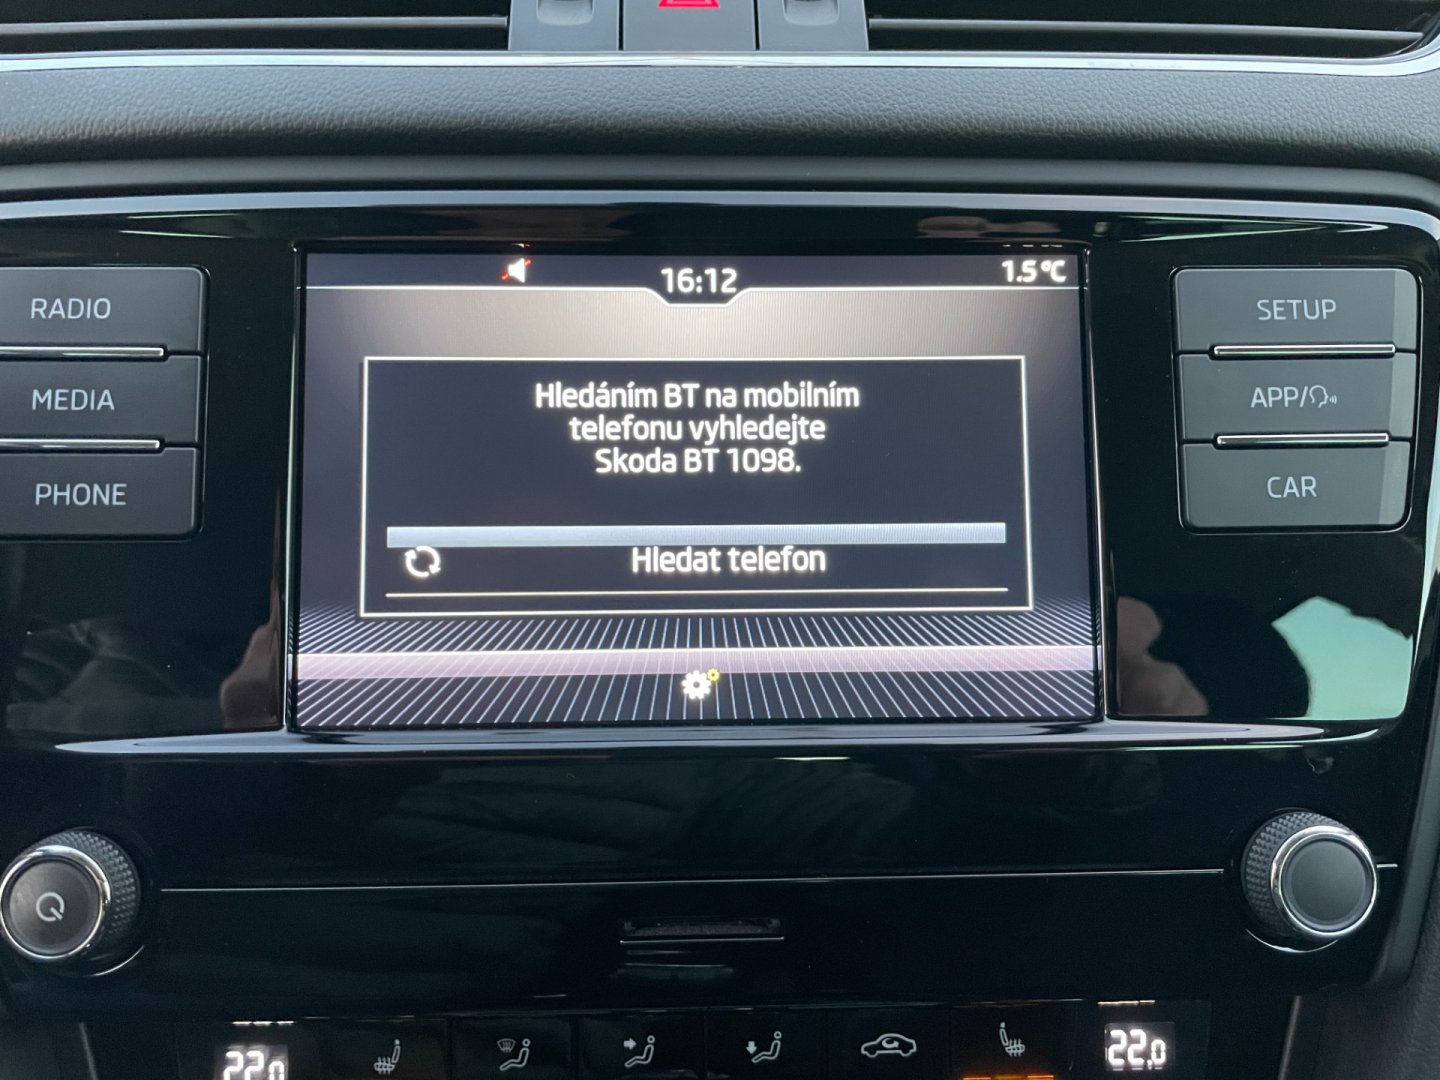 16:12
1.5°C
RADIO
MEDIA
PHONE
Hledáním BT na mobilním
telefonu vyhledejte
Skoda BT 1098.
Hledat telefon
SETUP
APP/
CAR
22.0
22.0